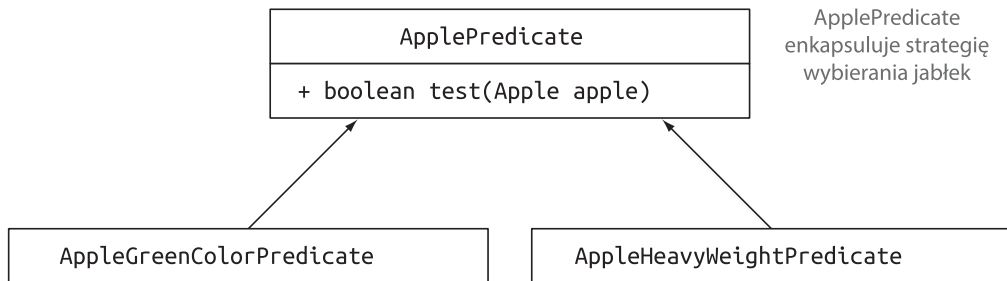 ApplePredicate
+ boolean test(Apple apple)
ApplePredicate
enkapsuluje strategię
wybierania jabłek
AppleGreenColorPredicate
AppleHeavyWeightPredicate